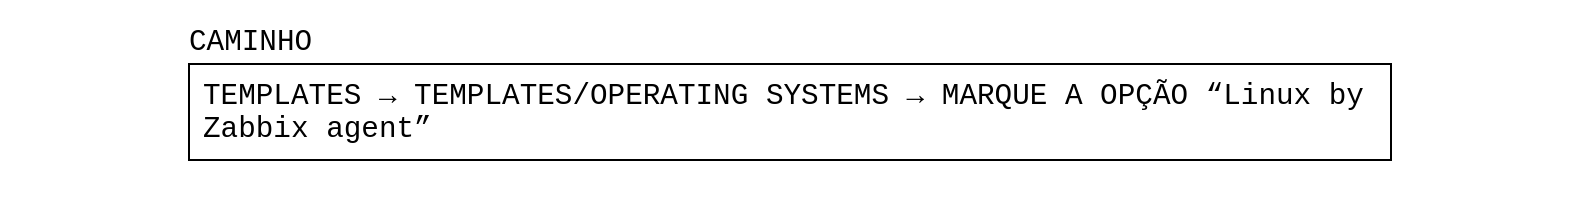 CAMINHO
TEMPLATES → TEMPLATES/OPERATING SYSTEMS → MARQUE A OPÇÃO “Linux by
Zabbix agent”